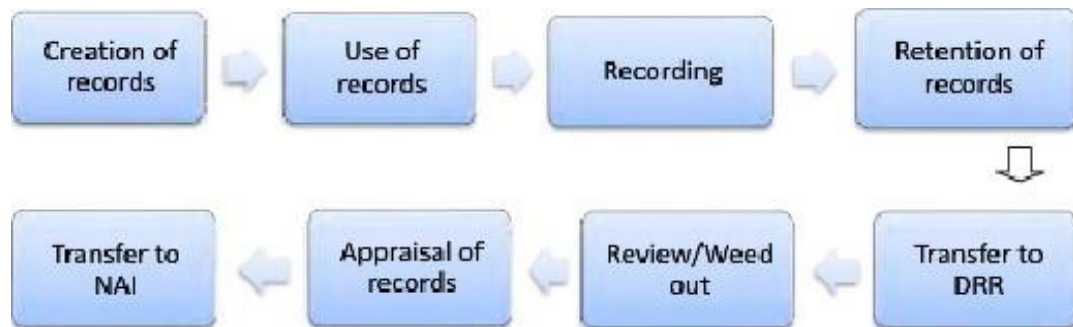 Creation of
records
Use of
records
Recording
Retention of
records
Transfer to
DRR
Review/Weed
out
Appraisal of
records
Transfer to
NAI